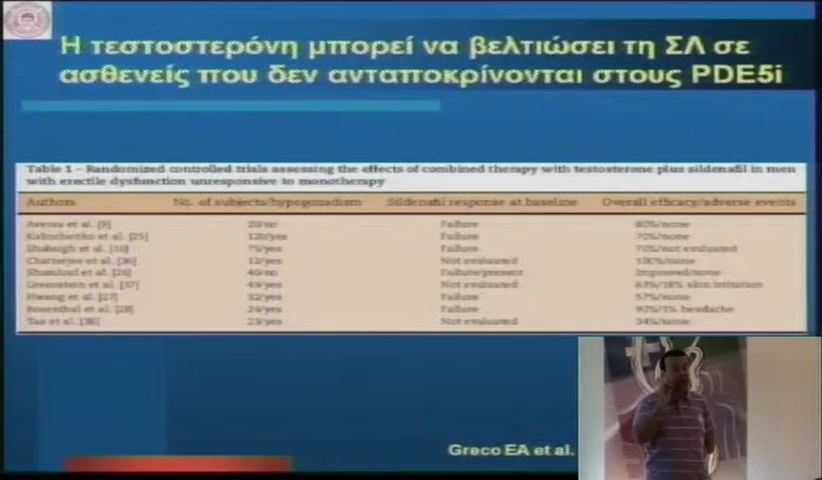 Η τεστοστερόνη μπορεί να βελτιώσει τη ΣΛ σε
ασθενείς που δεν ανταποκρίνονται στους PDE5i
Table 1 – Randomized controlled trials assessing the effects of combined therapy with testosterone plus sildenafil in men
with erectile dysfunction unresponsive to monotherapy
Authors No. of subjects/hypogonadism Sildenafil response at baseline Overall efficacy/adverse events
Aversa et al. [9] 20/no Failure 80%/none
Kalinchenko et al. [25] 120/yes Failure 70%/none
Shabsigh et al. 75/yes Failure 70%/not evaluated
Chatterjee et al. [36] 12/yes Not evaluated 100%/none
Shamloul et al. [26] 40/no Failure/present Improved/none
Greenstein et al. [37] 49/yes Not evaluated 63%/18% skin irritation
Hwang et al. [27] 32/yes Failure 57%/none
Rosenthal et al. [28] 24/yes Failure 92%/1% headache
Tas et al. [38] 23/yes Not evaluated 34%/none
Greco EA et al.